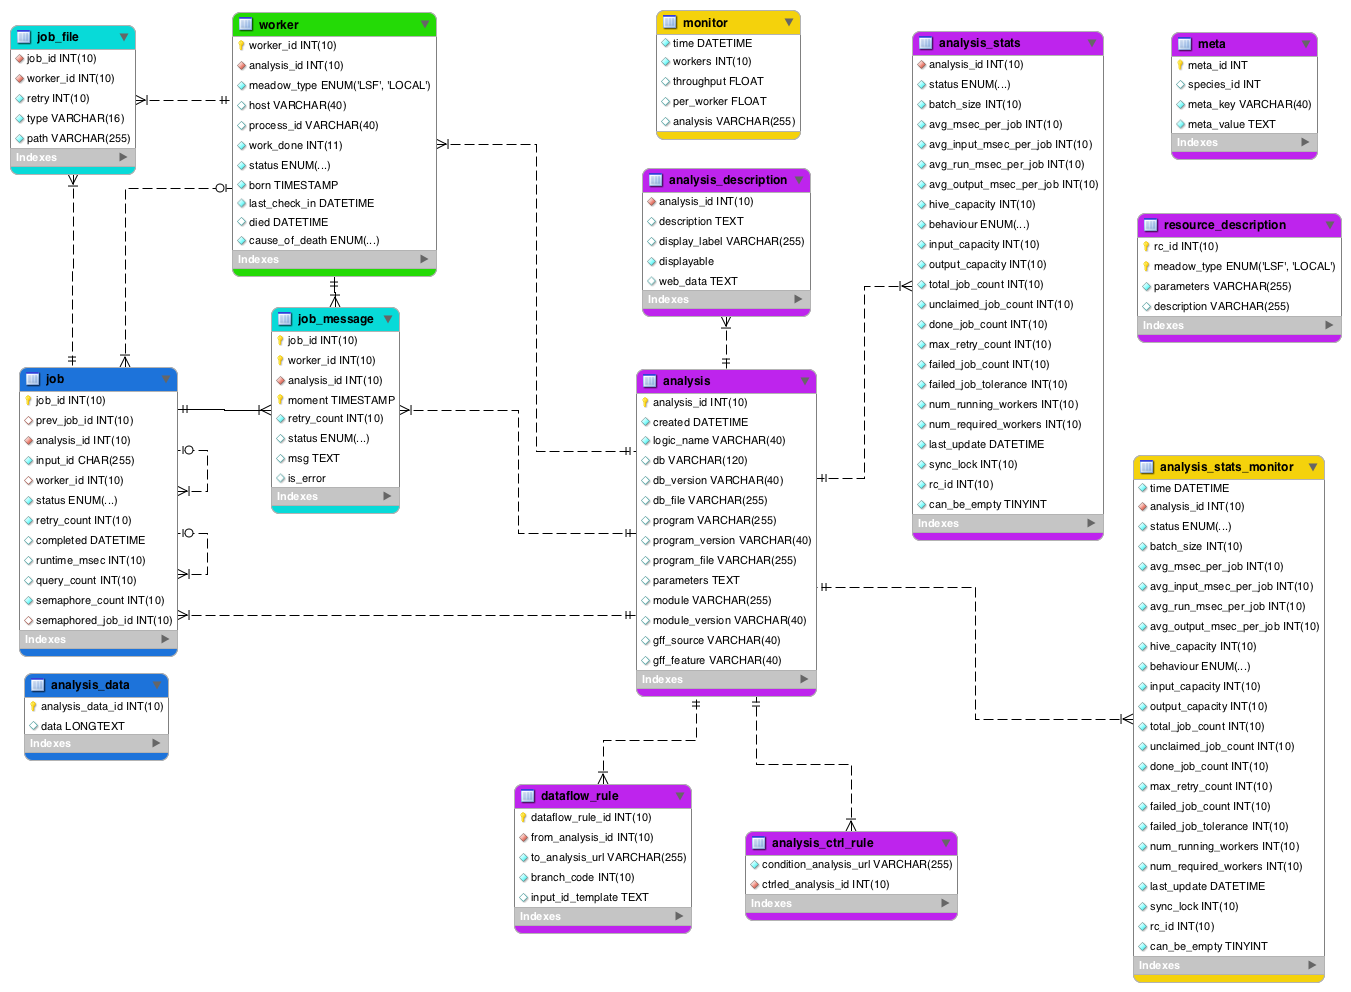 job_file
job_id INT(10)
worker_id INT(10)
retry INT(10)
type VARCHAR(16)
path VARCHAR(255)
Indexes
worker
worker_id INT(10)
analysis_id INT(10)
meadow_type ENUM('LSF', 'LOCAL')
host VARCHAR(40)
process_id VARCHAR(40)
work_done INT(11)
status ENUM(...)
born TIMESTAMP
last_check_in DATETIME
died DATETIME
cause_of_death ENUM(...)
Indexes
monitor
time DATETIME
workers INT(10)
throughput FLOAT
per_worker FLOAT
analysis VARCHAR(255)
analysis_stats
analysis_id INT(10)
status ENUM(...)
batch_size INT(10)
avg_msec_per_job INT(10)
avg_input_msec_per_job INT(10)
avg_run_msec_per_job INT(10)
avg_output_msec_per_job INT(10)
hive_capacity INT(10)
behaviour ENUM(...)
input_capacity INT(10)
output_capacity INT(10)
total_job_count INT(10)
unclaimed_job_count INT(10)
done_job_count INT(10)
max_retry_count INT(10)
failed_job_count INT(10)
failed_job_tolerance INT(10)
num_running_workers INT(10)
num_required_workers INT(10)
last_update DATETIME
sync_lock INT(10)
rc_id INT(10)
can_be_empty TINYINT
Indexes
meta
meta_id INT
species_id INT
meta_key VARCHAR(40)
meta_value TEXT
Indexes
analysis_description
analysis_id INT(10)
description TEXT
display_label VARCHAR(255)
displayable
web_data TEXT
Indexes
resource_description
rc_id INT(10)
meadow_type ENUM('LSF', 'LOCAL')
parameters VARCHAR(255)
description VARCHAR(255)
Indexes
job_message
job_id INT(10)
worker_id INT(10)
analysis_id INT(10)
moment TIMESTAMP
retry_count INT(10)
status ENUM(...)
msg TEXT
is_error
Indexes
job
job_id INT(10)
prev_job_id INT(10)
analysis_id INT(10)
input_id CHAR(255)
worker_id INT(10)
status ENUM(...)
retry_count INT(10)
completed DATETIME
runtime_msec INT(10)
query_count INT(10)
semaphore_count INT(10)
semaphored_job_id INT(10)
Indexes
analysis
analysis_id INT(10)
created DATETIME
logic_name VARCHAR(40)
db VARCHAR(120)
db_version VARCHAR(40)
db_file VARCHAR(255)
program VARCHAR(255)
program_version VARCHAR(40)
program_file VARCHAR(255)
parameters TEXT
module VARCHAR(255)
module_version VARCHAR(40)
gff_source VARCHAR(40)
gff_feature VARCHAR(40)
Indexes
analysis_stats_monitor
time DATETIME
analysis_id INT(10)
status ENUM(...)
batch_size INT(10)
avg_msec_per_job INT(10)
avg_input_msec_per_job INT(10)
avg_run_msec_per_job INT(10)
avg_output_msec_per_job INT(10)
hive_capacity INT(10)
behaviour ENUM(...)
input_capacity INT(10)
output_capacity INT(10)
total_job_count INT(10)
unclaimed_job_count INT(10)
done_job_count INT(10)
max_retry_count INT(10)
failed_job_count INT(10)
failed_job_tolerance INT(10)
num_running_workers INT(10)
num_required_workers INT(10)
last_update DATETIME
sync_lock INT(10)
rc_id INT(10)
can_be_empty TINYINT
Indexes
analysis_data
analysis_data_id INT(10)
data LONGTEXT
Indexes
dataflow_rule
dataflow_rule_id INT(10)
from_analysis_id INT(10)
to_analysis_url VARCHAR(255)
branch_code INT(10)
input_id_template TEXT
Indexes
analysis_ctrl_rule
condition_analysis_url VARCHAR(255)
ctrled_analysis_id INT(10)
Indexes